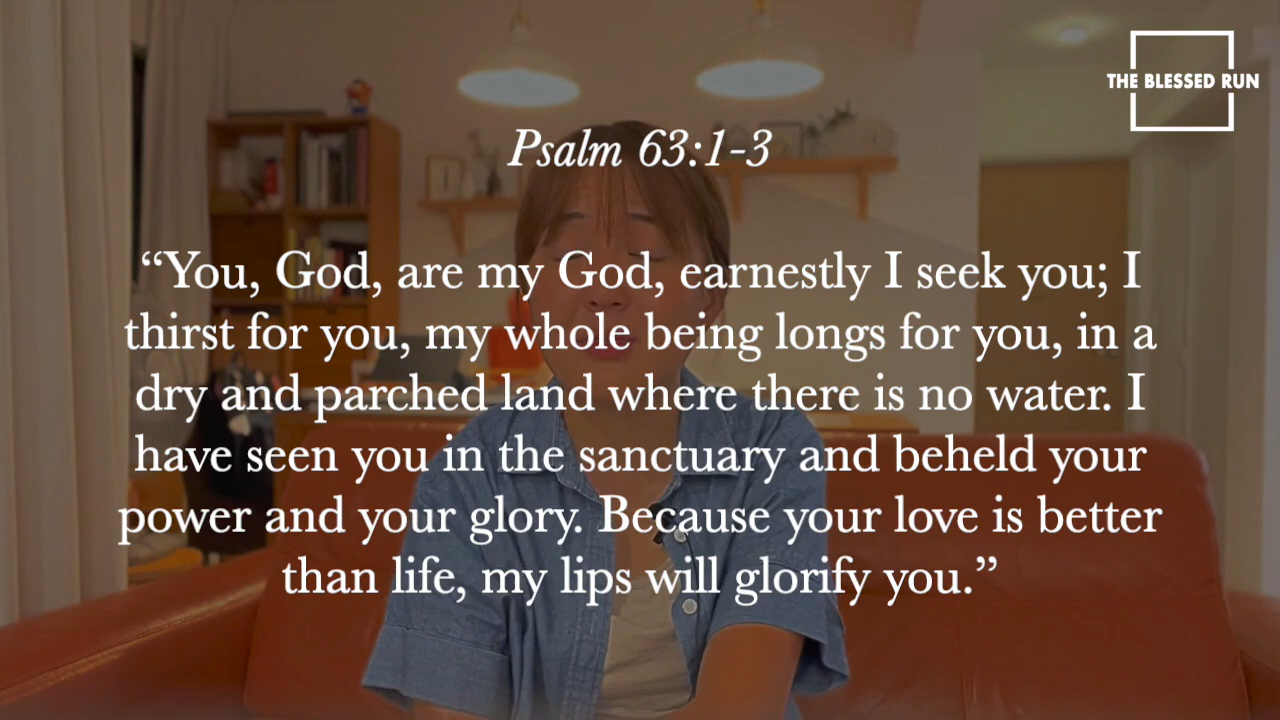 THE BLESSED RUN
Psalm 63:1-3
“You, God, are my God, earnestly I seek you; I
thirst for you, my whole being longs for you, in a
dry and parched land where there is no water. I
have seen you in the sanctuary and beheld your
power and your glory. Because your love is better
than life, my lips will glorify you.”